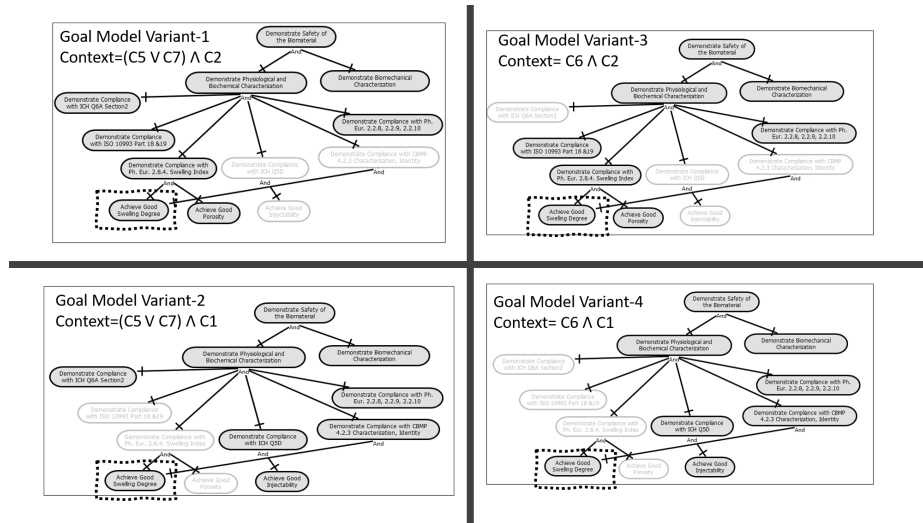 Goal Model Variant-1
Context=(C5 V C7) Λ C2
Demonstrate Safety of
the Biomaterial
And
Demonstrate Physiological and
Biochemical Characterization
Demonstrate Biomechanical
Characterization
And
Demonstrate Compliance
with ICH Q6A Section2
Demonstrate Compliance with Ph.
Eur. 2.2.8, 2.2.9, 2.2.10
Demonstrate Compliance
with ISO 10993 Part 18 &19
Demonstrate Compliance with
Ph. Eur. 2.8.4. Swelling Index
Demonstrate Compliance
with ICH Q5D
Demonstrate Compliance with CBMP
4.2.3 Characterization, Identity
And
And
And
Achieve Good
Swelling Degree
Achieve Good
Porosity
Achieve Good
Injectability
Goal Model Variant-3
Context= C6 Λ C2
Demonstrate Safety of
the Biomaterial
And
Demonstrate Physiological and
Biochemical Characterization
Demonstrate Biomechanical
Characterization
And
Demonstrate Compliance
with ICH Q6A Section2
Demonstrate Compliance with Ph.
Eur. 2.2.8, 2.2.9, 2.2.10
Demonstrate Compliance
with ISO 10993 Part 18 &19
Demonstrate Compliance with
Ph. Eur. 2.8.4. Swelling Index
Demonstrate Compliance
with ICH Q5D
Demonstrate Compliance with CBMP
4.2.3 Characterization, Identity
And
And
And
Achieve Good
Swelling Degree
Achieve Good
Porosity
Achieve Good
Injectability
Goal Model Variant-2
Context=(C5 V C7) Λ C1
Demonstrate Safety of
the Biomaterial
And
Demonstrate Physiological and
Biochemical Characterization
Demonstrate Biomechanical
Characterization
And
Demonstrate Compliance
with ICH Q6A Section2
Demonstrate Compliance with Ph.
Eur. 2.2.8, 2.2.9, 2.2.10
Demonstrate Compliance
with ISO 10993 Part 18 &19
Demonstrate Compliance with
Ph. Eur. 2.8.4. Swelling Index
Demonstrate Compliance
with ICH Q5D
Demonstrate Compliance with CBMP
4.2.3 Characterization, Identity
And
And
And
Achieve Good
Swelling Degree
Achieve Good
Porosity
Achieve Good
Injectability
Goal Model Variant-4
Context= C6 Λ C1
Demonstrate Safety of
the Biomaterial
And
Demonstrate Physiological and
Biochemical Characterization
Demonstrate Biomechanical
Characterization
And
Demonstrate Compliance
with ICH Q6A Section2
Demonstrate Compliance with Ph.
Eur. 2.2.8, 2.2.9, 2.2.10
Demonstrate Compliance
with ISO 10993 Part 18 &19
Demonstrate Compliance with
Ph. Eur. 2.8.4. Swelling Index
Demonstrate Compliance
with ICH Q5D
Demonstrate Compliance with CBMP
4.2.3 Characterization, Identity
And
And
And
Achieve Good
Swelling Degree
Achieve Good
Porosity
Achieve Good
Injectability